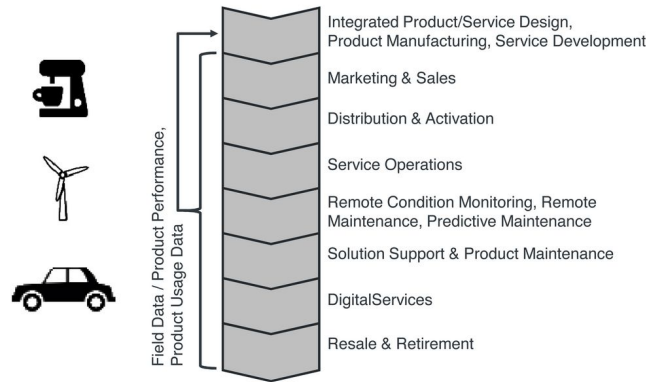 Integrated Product/Service Design,
Product Manufacturing, Service Development
Marketing & Sales
Distribution & Activation
Service Operations
Remote Condition Monitoring, Remote
Maintenance, Predictive Maintenance
Solution Support & Product Maintenance
DigitalServices
Resale & Retirement
Field Data / Product Performance,
Product Usage Data